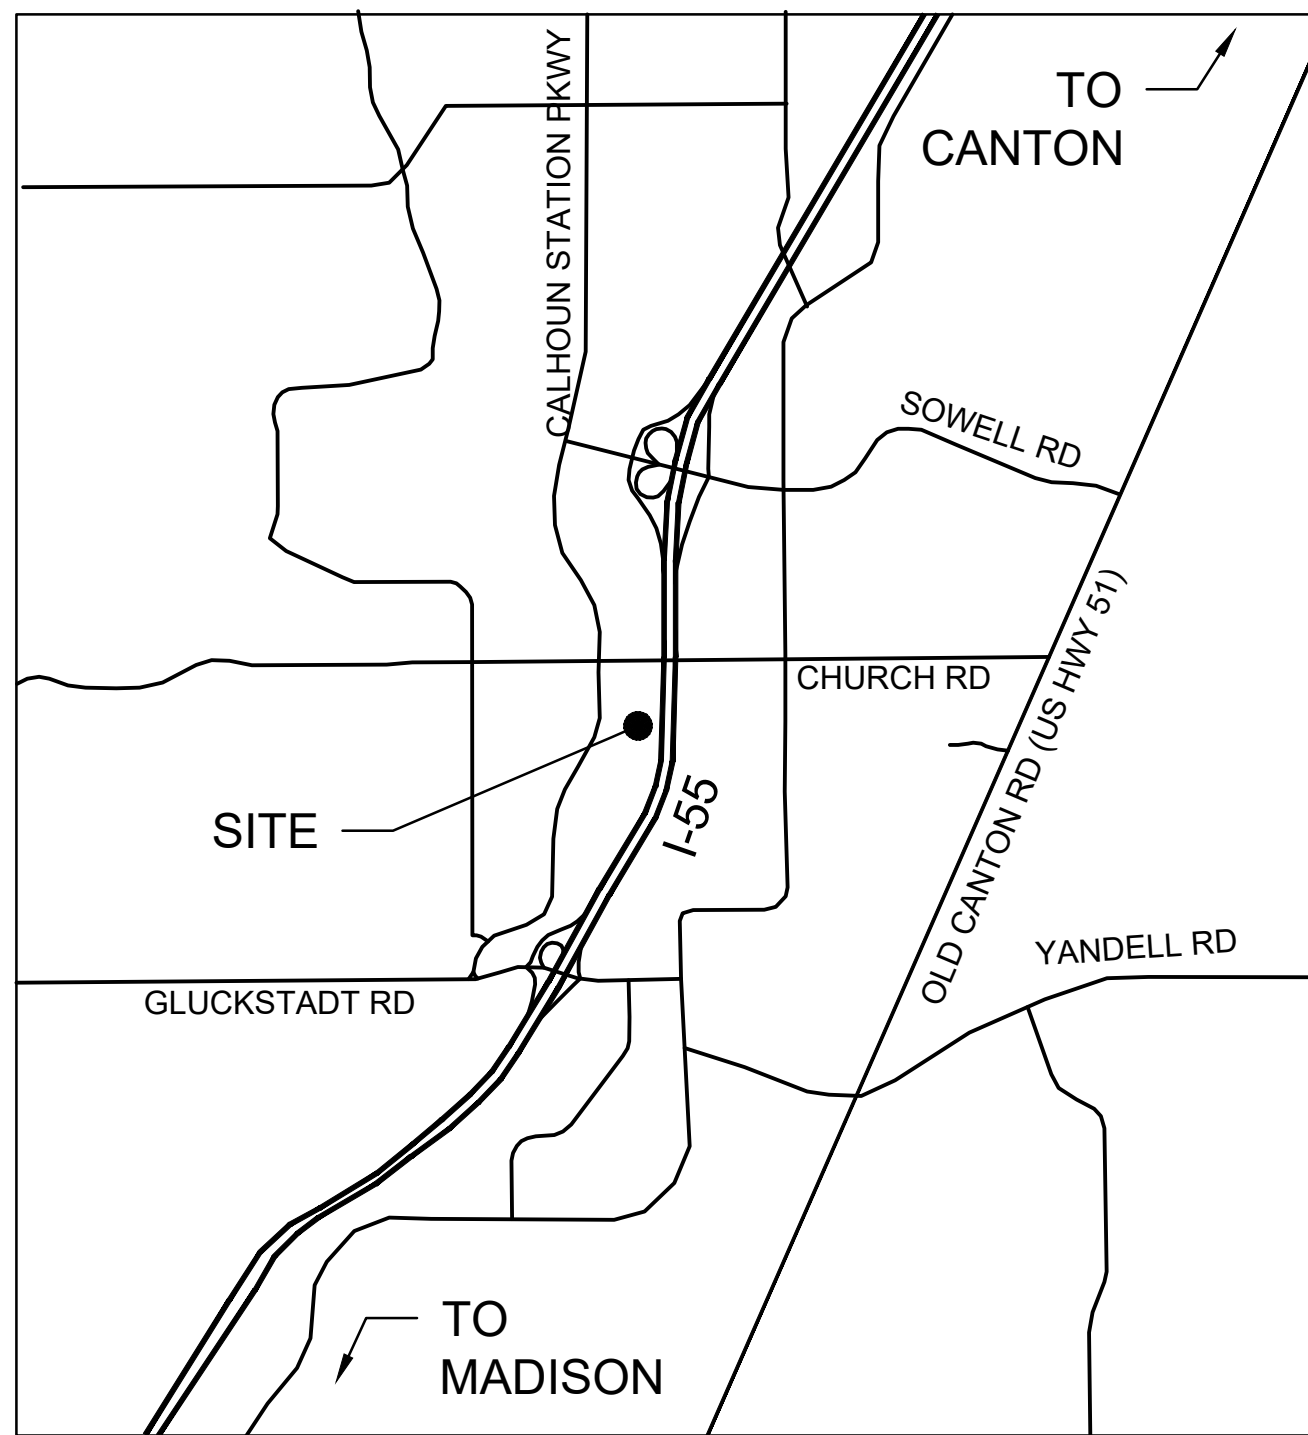 TO
CANTON
CALHOUN STATION PKWY
SOWELL RD
CHURCH RD
OLD CANTON RD (US HWY 51)
SITE
I-55
YANDELL RD
GLUCKSTADT RD
TO
MADISON